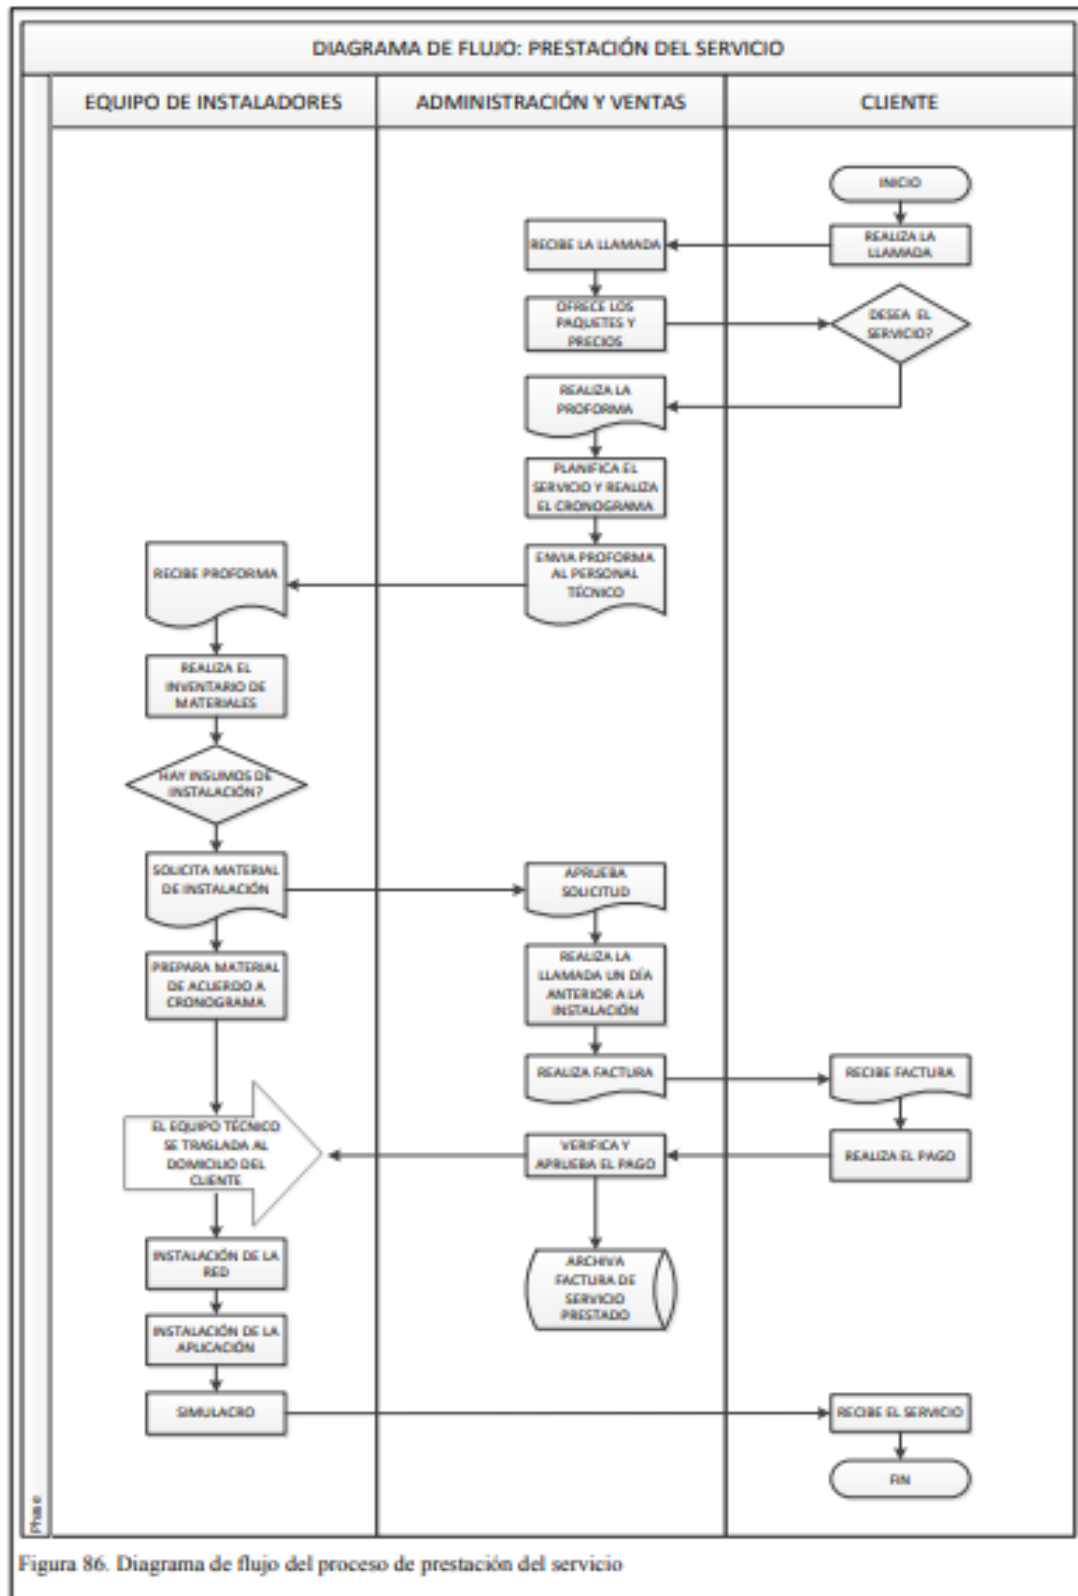 DIAGRAMA DE FLUJO: PRESTACIÓN DEL SERVICIO
EQUIPO DE INSTALADORES
ADMINISTRACIÓN Y VENTAS
CLIENTE
INICIO
REALIZA LA
LLAMADA
RECIBE LA LLAMADA
OFRECE LOS
PAQUETES Y
PRECIOS
DESEA EL
SERVICIO?
REALIZA LA
PROFORMA
PLANIFICA EL
SERVICIO Y REALIZA
EL CRONOGRAMA
ENVIA PROFORMA
AL PERSONAL
TÉCNICO
RECIBE PROFORMA
REALIZA EL
INVENTARIO DE
MATERIALES
HAY INSUMOS DE
INSTALACIÓN?
SOLICITA MATERIAL
DE INSTALACIÓN
APRUEBA
SOLICITUD
PREPARA MATERIAL
DE ACUERDO A
CRONOGRAMA
REALIZA LA
LLAMADA UN DÍA
ANTERIOR A LA
INSTALACIÓN
REALIZA FACTURA
RECIBE FACTURA
EL EQUIPO TÉCNICO
SE TRASLADA AL
DOMICILIO DEL
CLIENTE
VERIFICA Y
APRUEBA EL PAGO
REALIZA EL PAGO
INSTALACIÓN DE LA
RED
ARCHIVA
FACTURA DE
SERVICIO
PRESTADO
INSTALACIÓN DE LA
APLICACIÓN
SIMULACRO
RECIBE EL SERVICIO
FIN
Phase
Figura 86. Diagrama de flujo del proceso de prestación del servicio